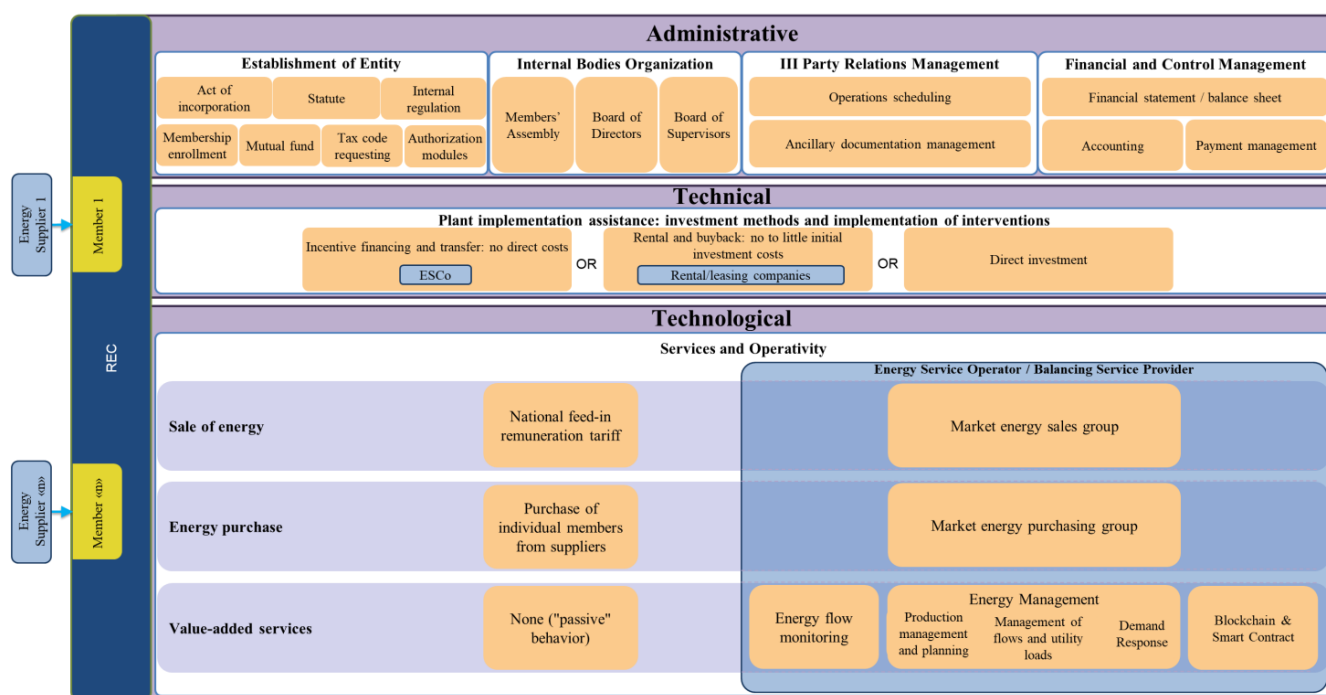 Administrative
Establishment of Entity
Act of
incorporation
Statute
Internal
regulation
Membership
enrollment
Mutual fund
Tax code
requesting
Authorization
modules
Internal Bodies Organization
Members’
Assembly
Board of
Directors
Board of
Supervisors
III Party Relations Management
Operations scheduling
Ancillary documentation management
Financial and Control Management
Financial statement / balance sheet
Accounting
Payment management
Energy
Supplier 1
Member 1
REC
Energy
Supplier «n»
Member «n»
Technical
Plant implementation assistance: investment methods and implementation of interventions
Incentive financing and transfer: no direct costs
ESCo
OR
Rental and buyback: no to little initial
investment costs
Rental/leasing companies
OR
Direct investment
Technological
Services and Operativity
Energy Service Operator / Balancing Service Provider
Sale of energy
National feed-in
remuneration tariff
Market energy sales group
Energy purchase
Purchase of
individual members
from suppliers
Market energy purchasing group
Value-added services
None ("passive"
behavior)
Energy flow
monitoring
Energy Management
Production
management
and planning
Management of
flows and utility
loads
Demand
Response
Blockchain &
Smart Contract